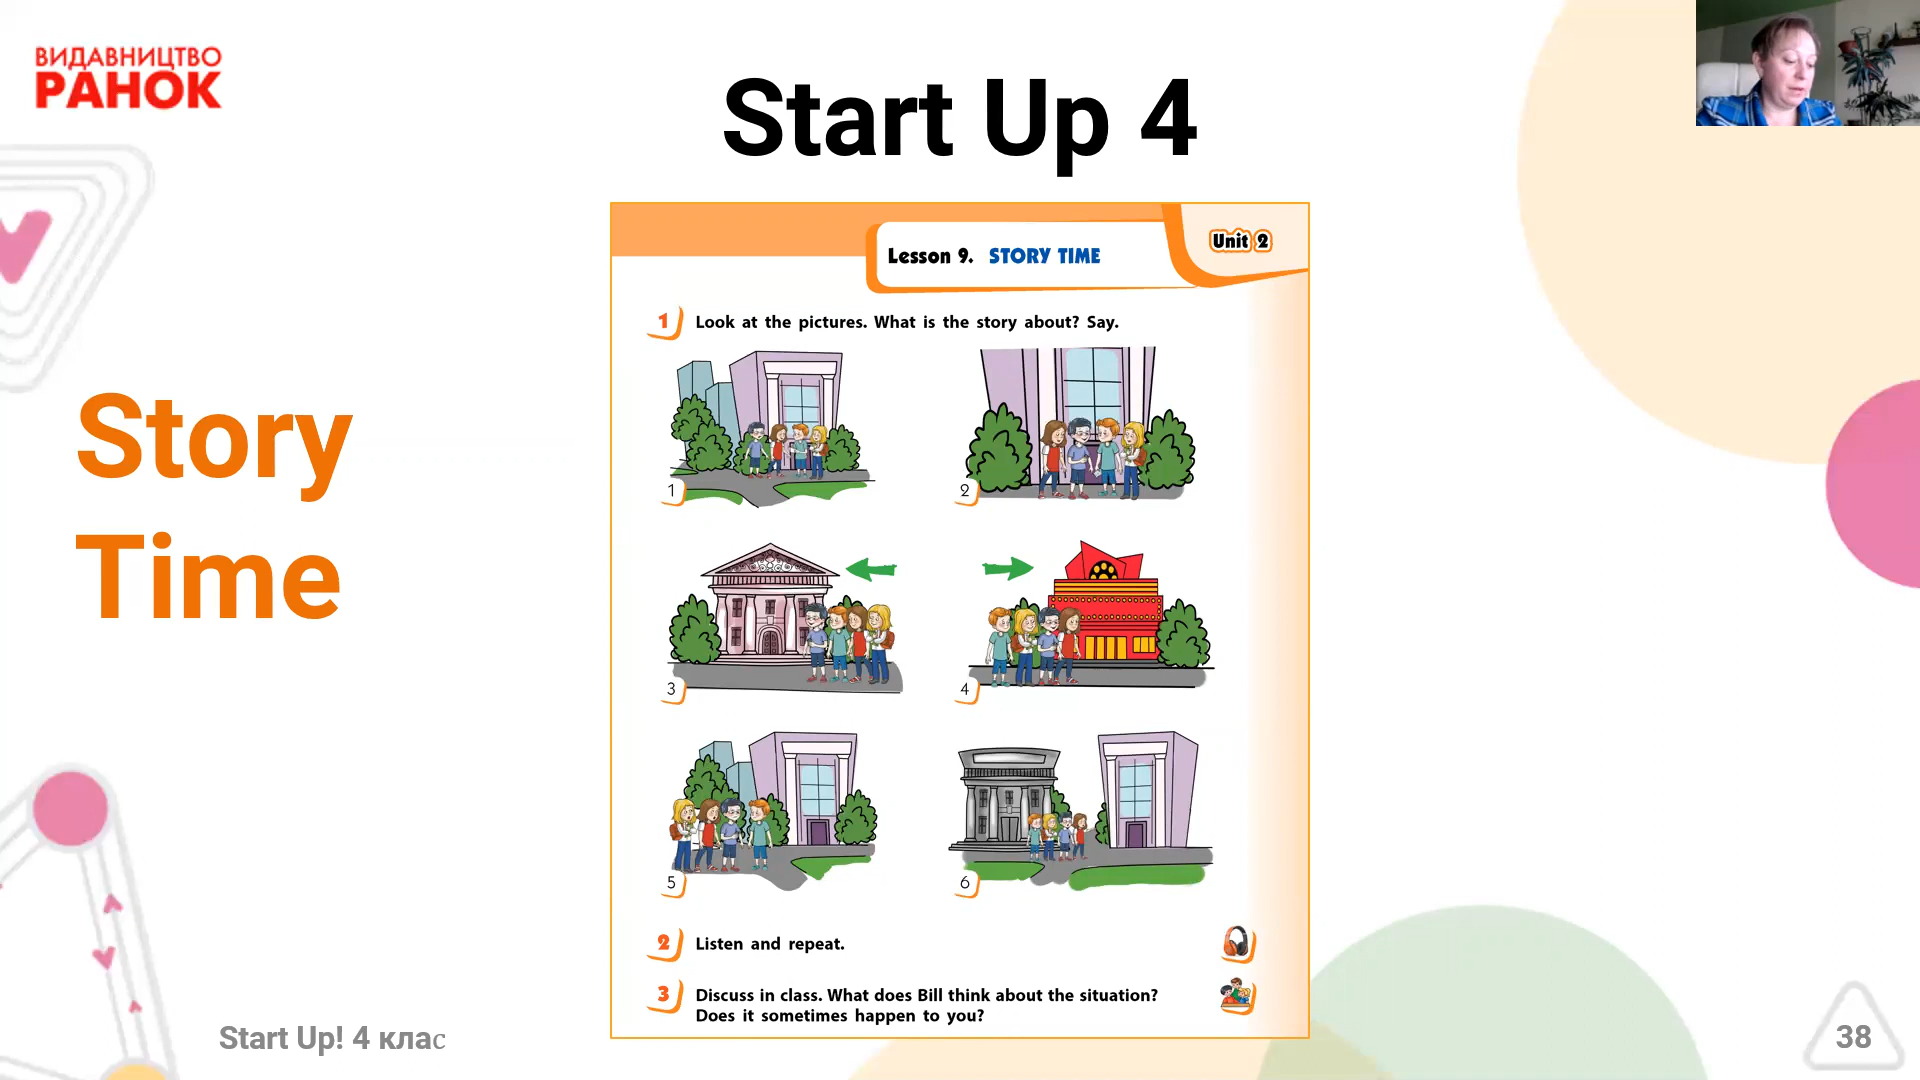 ВИДАВНИЦТВО
РАНОК
Start Up 4
Story
Time
Lesson 9. STORY TIME
Unit 2
1 Look at the pictures. What is the story about? Say.
1
2
3
4
5
6
2 Listen and repeat.
3 Discuss in class. What does Bill think about the situation?
Does it sometimes happen to you?
Start Up! 4 клас
38